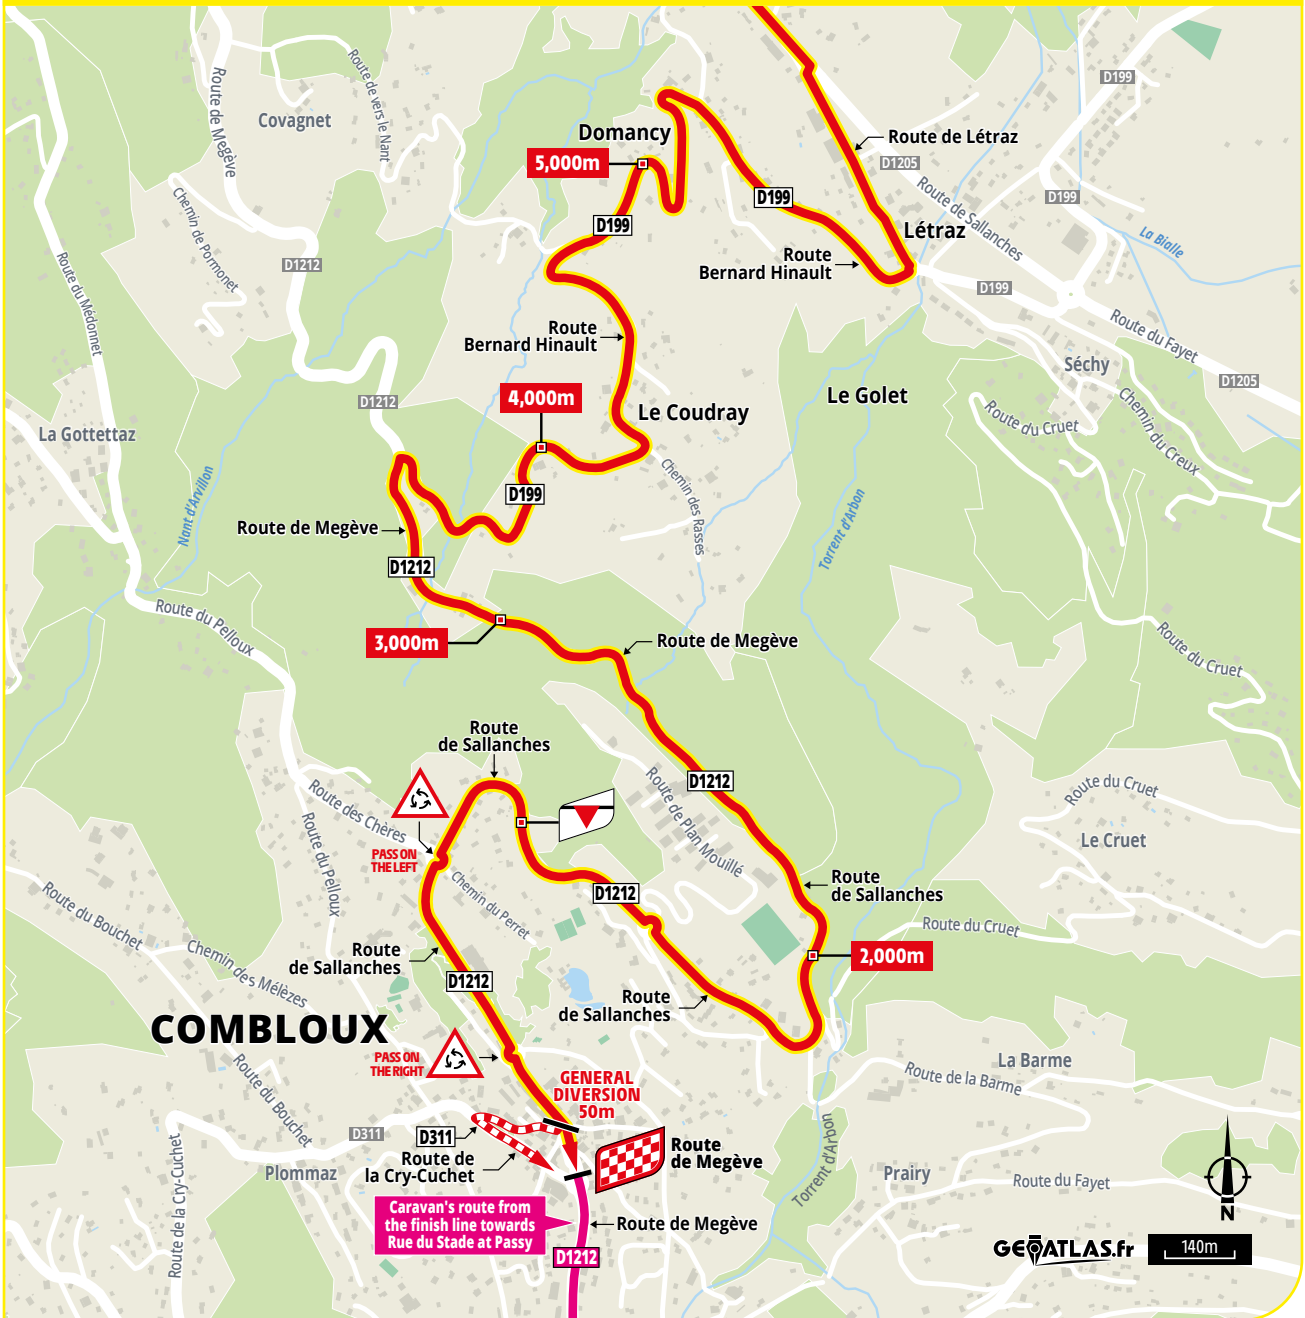 D199
Route de Megève
Route de vers le Nant
Covagnet
Domancy
Route de Létraz
D1205
5,000m
Chemin de Pormonet
Route de Sallanches
D199
D199
D199
Létraz
La Bialle
Route
Bernard Hinault
D1212
Route du Médonnet
D199
Route
Bernard Hinault
Route du Fayet
Séchy
D1205
4,000m
D1212
Le Golet
Le Coudray
Route du Cruet
Chemin du Creux
La Gottettaz
Nant d'Arvillon
Chemin des Rasses
D199
Torrent d'Arbon
Route de Megève
D1212
Route du Pelloux
3,000m
Route de Megève
Route du Cruet
Route
de Sallanches
D1212
Route de Plan Mouillé
Route du Cruet
Route des Chères
Le Cruet
PASS ON
THE LEFT
Route du Pelloux
Chemin du Perret
D1212
Route
de Sallanches
Route du Bouchet
Route du Cruet
Chemin des Mélèzes
Route
de Sallanches
2,000m
D1212
Route
de Sallanches
COMBLOUX
PASS ON
THE RIGHT
Route du Bouchet
La Barme
Route de la Barme
GENERAL
DIVERSION
50m
D311
D311
Route de
la Cry-Cuchet
Route
de Megève
Route de la Cry-Cuchet
Plommaz
Torrent d'Arbon
Prairy
Route du Fayet
Caravan's route from
the finish line towards
Rue du Stade at Passy
Route de Megève
D1212
N
GEOATLAS.fr
140m